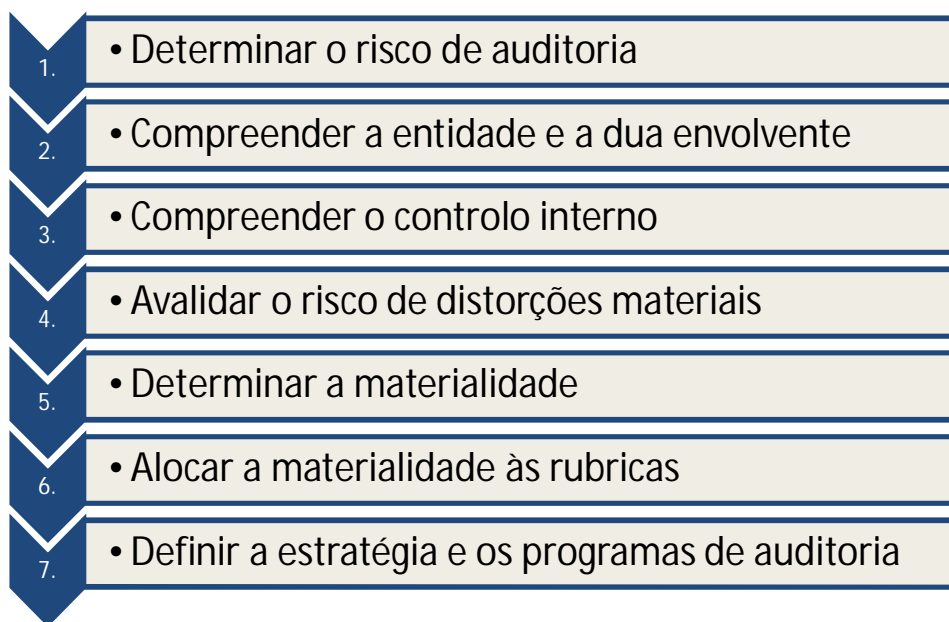 1. • Determinar o risco de auditoria
2. • Compreender a entidade e a dua envolvente
3. • Compreender o controlo interno
4. • Avalidar o risco de distorções materiais
5. • Determinar a materialidade
6. • Alocar a materialidade às rubricas
7. • Definir a estratégia e os programas de auditoria